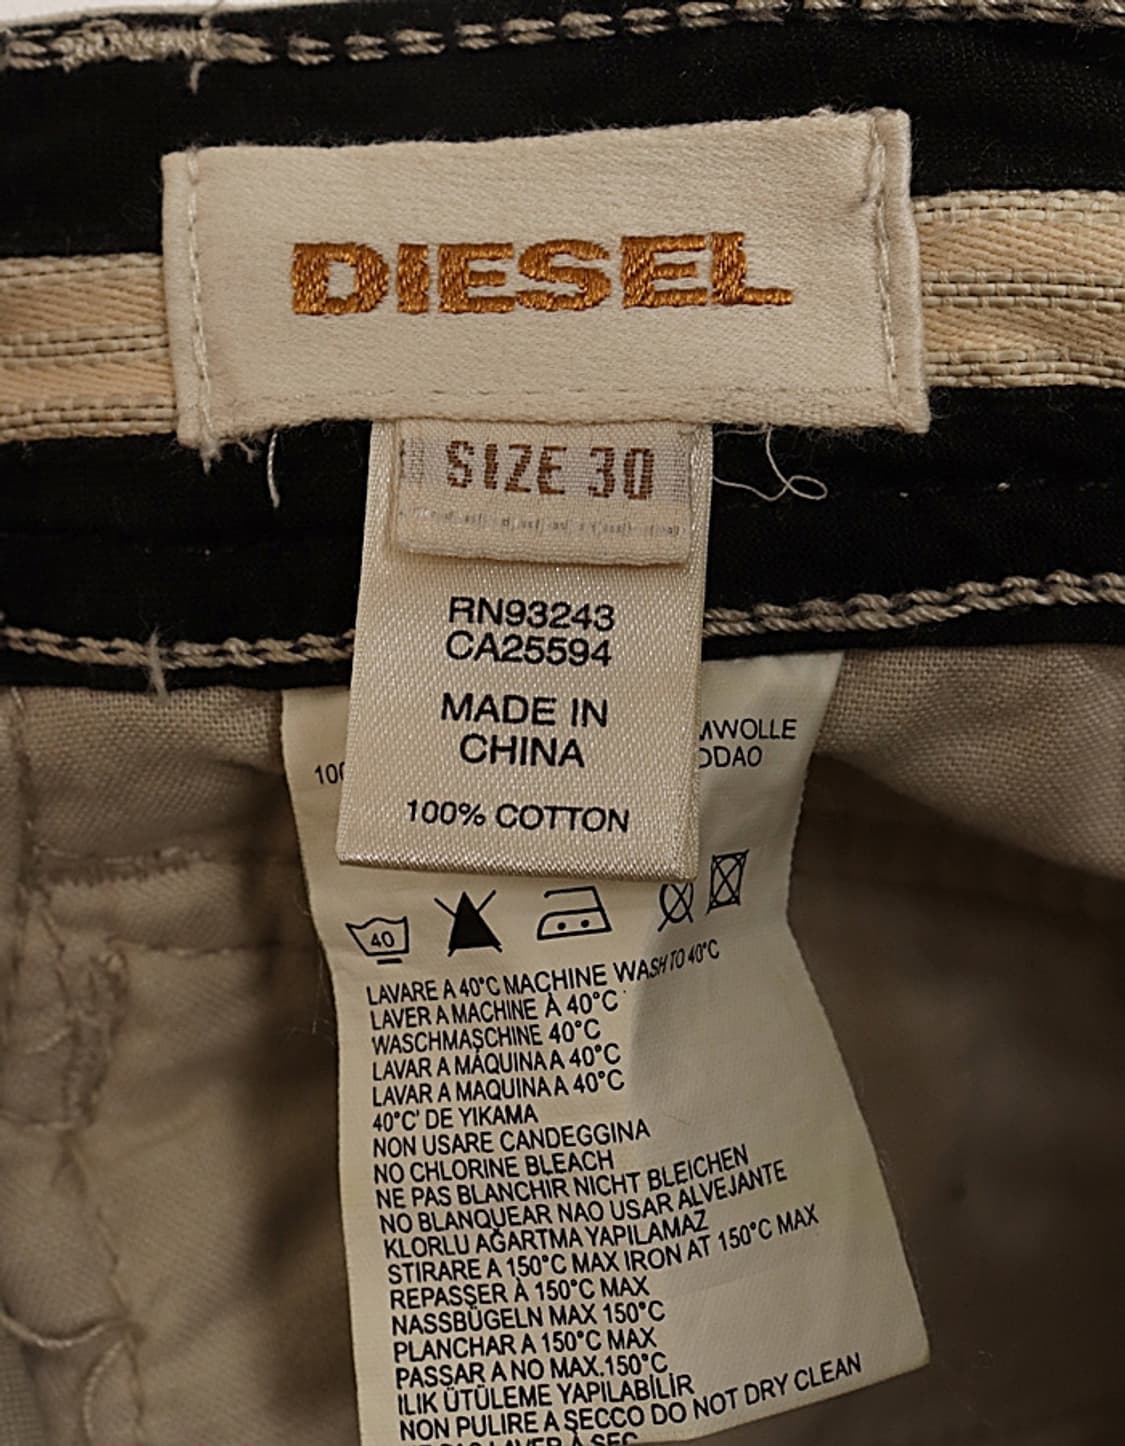 DIESEL
SIZE 30
RN93243
CA25594
MADE IN
CHINA
100% COTTON
40
LAVARE A 40°C MACHINE WASH TO 40°C
LAVER A MACHINE À 40°C
WASCHMASCHINE 40°C
LAVAR A MÁQUINA A 40°C
LAVAR A MAQUINA A 40°C
40°C' DE YIKAMA
NON USARE CANDEGGINA
NO CHLORINE BLEACH
NE PAS BLANCHIR NICHT BLEICHEN
NO BLANQUEAR NAO USAR ALVEJANTE
KLORLU AĞARTMA YAPILAMAZ
STIRARE A 150°C MAX IRON AT 150°C MAX
REPASSER À 150°C MAX
NASSBÜGELN MAX 150°C
PLANCHAR A 150°C MAX
PASSAR A NO MAX.150°C
ILIK ÜTÜLEME YAPILABİLİR
NON PULIRE A SECCO DO NOT DRY CLEAN